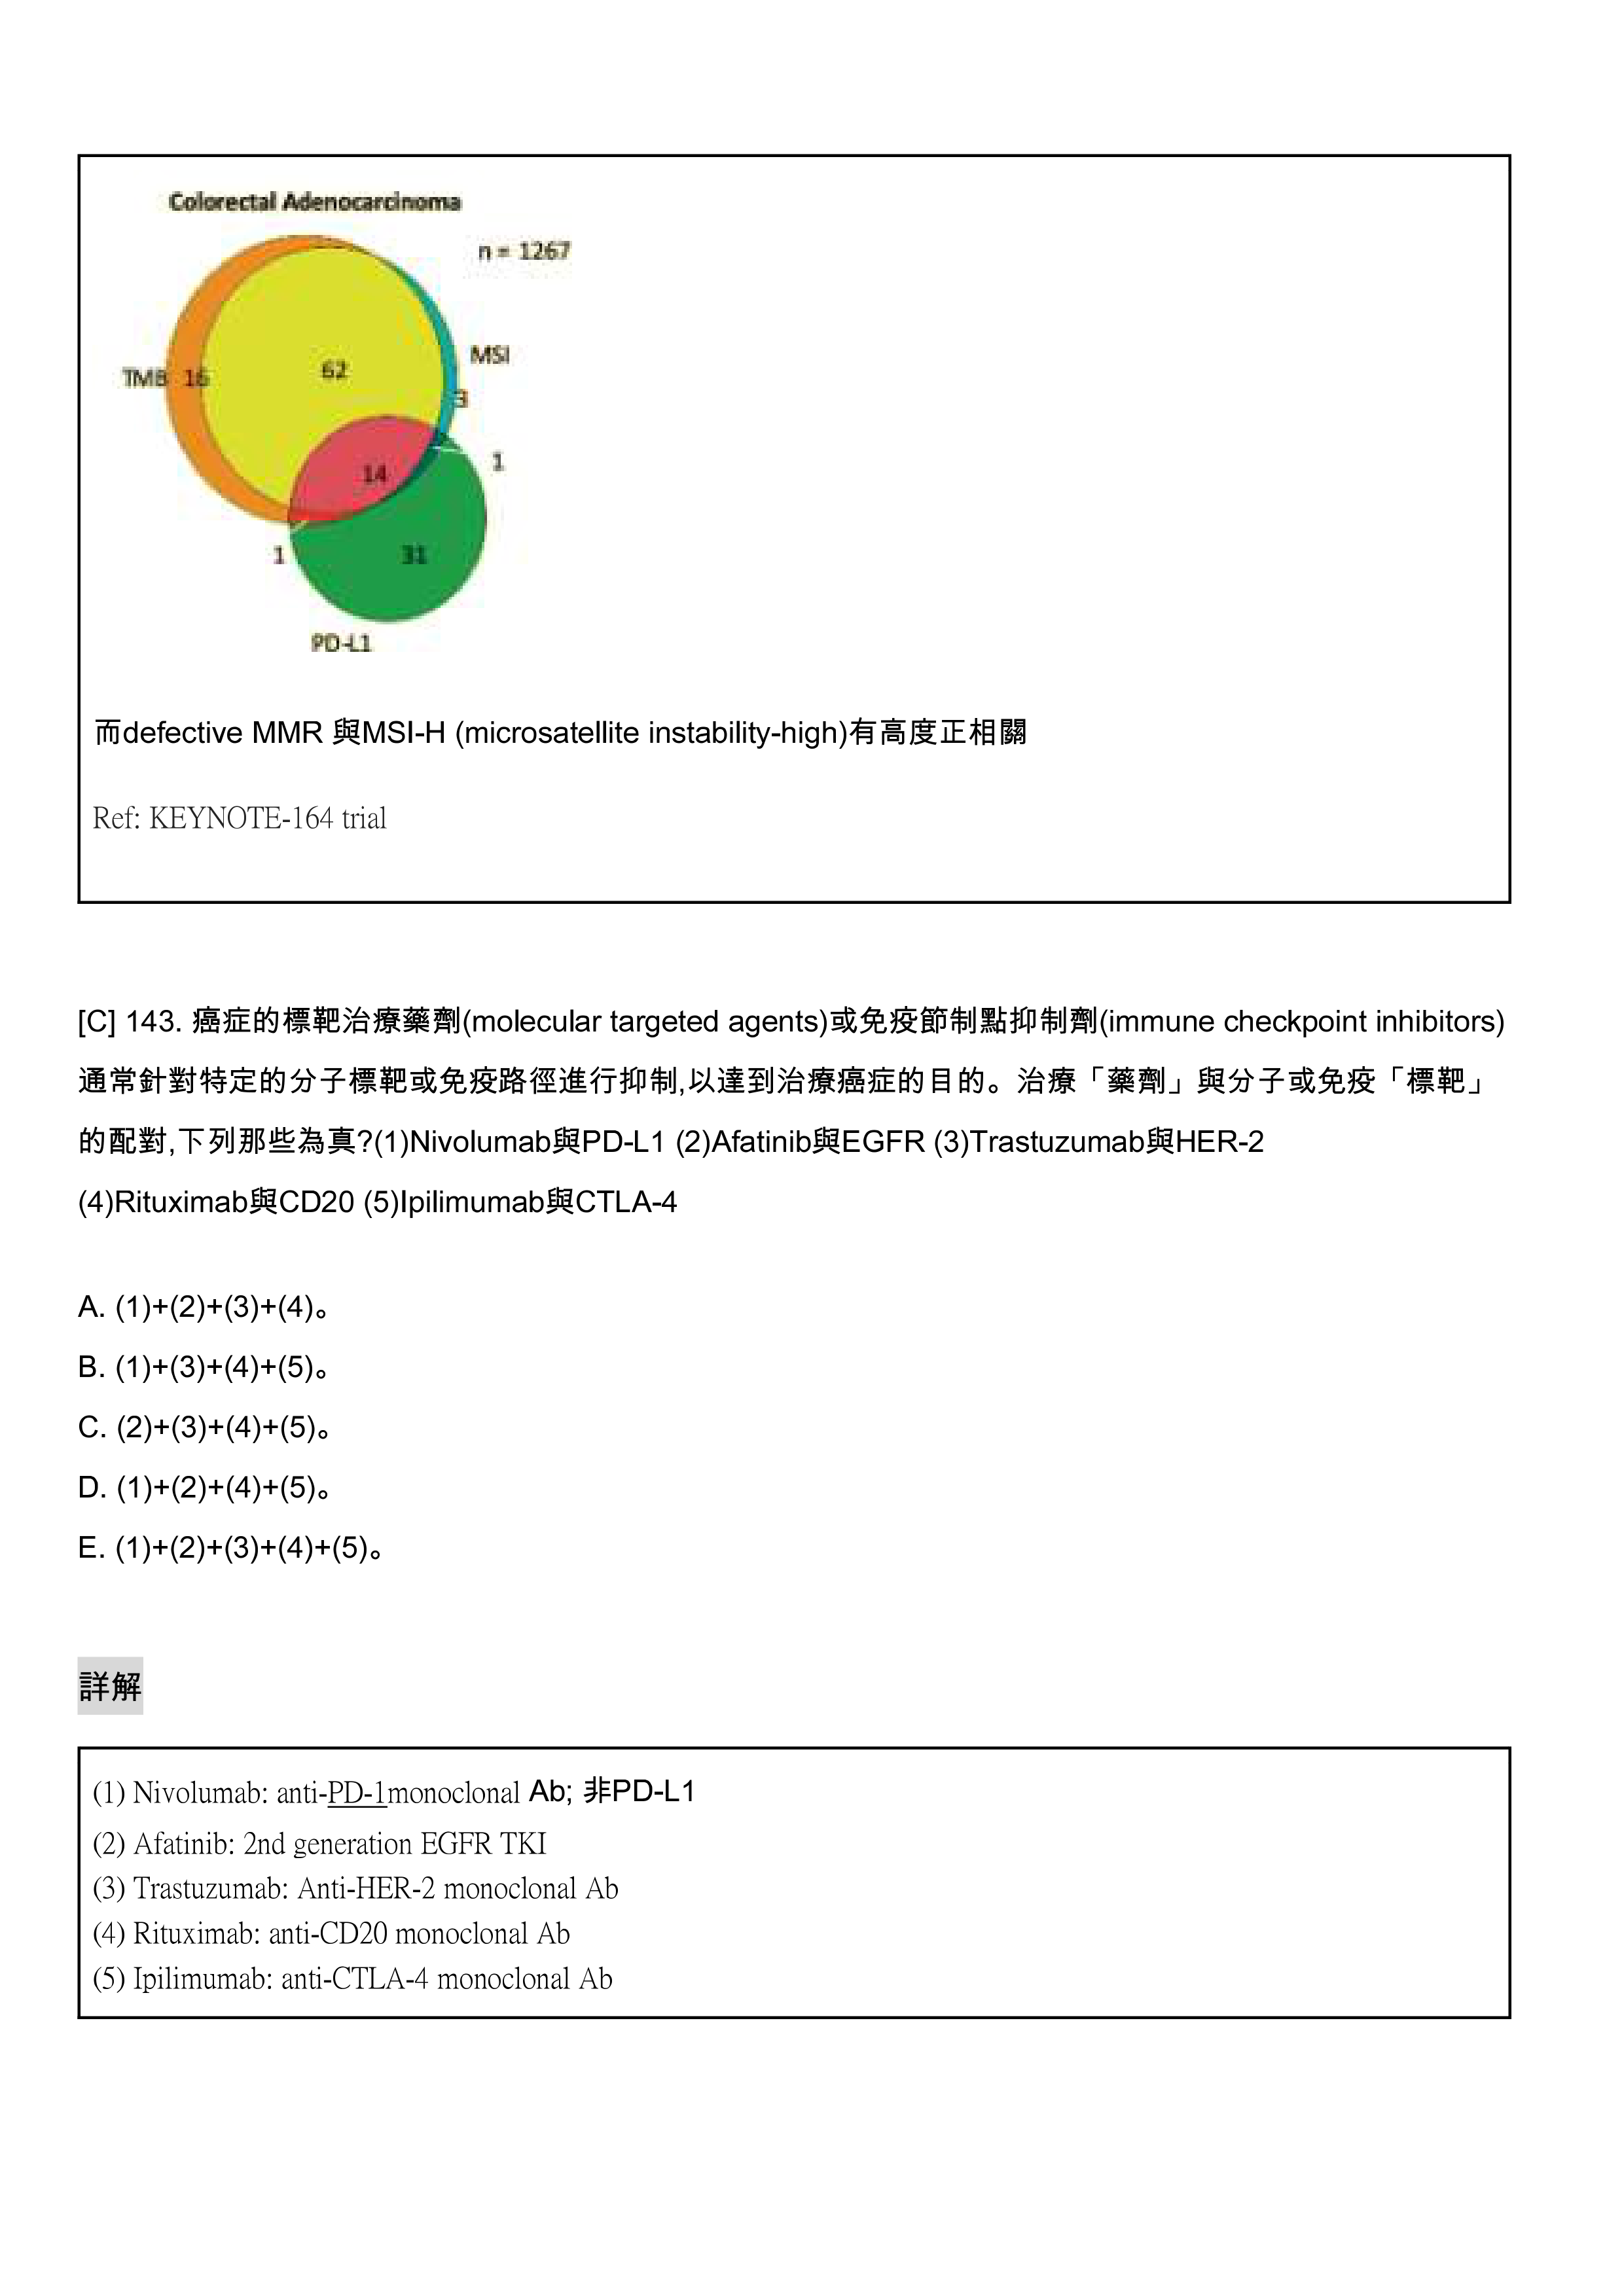 Colorectal Adenocarcinoma
n = 1267
TMB 16
62
MSI
3
14
1
1
31
PD-L1
而defective MMR 與MSI-H (microsatellite instability-high)有高度正相關
Ref: KEYNOTE-164 trial
[C] 143. 癌症的標靶治療藥劑(molecular targeted agents)或免疫節制點抑制劑(immune checkpoint inhibitors)
通常針對特定的分子標靶或免疫路徑進行抑制,以達到治療癌症的目的。治療「藥劑」與分子或免疫「標靶」
的配對,下列那些為真?(1)Nivolumab與PD-L1 (2)Afatinib與EGFR (3)Trastuzumab與HER-2
(4)Rituximab與CD20 (5)Ipilimumab與CTLA-4
A. (1)+(2)+(3)+(4)。
B. (1)+(3)+(4)+(5)。
C. (2)+(3)+(4)+(5)。
D. (1)+(2)+(4)+(5)。
E. (1)+(2)+(3)+(4)+(5)。
詳解
(1) Nivolumab: anti-PD-1monoclonal Ab; 非PD-L1
(2) Afatinib: 2nd generation EGFR TKI
(3) Trastuzumab: Anti-HER-2 monoclonal Ab
(4) Rituximab: anti-CD20 monoclonal Ab
(5) Ipilimumab: anti-CTLA-4 monoclonal Ab